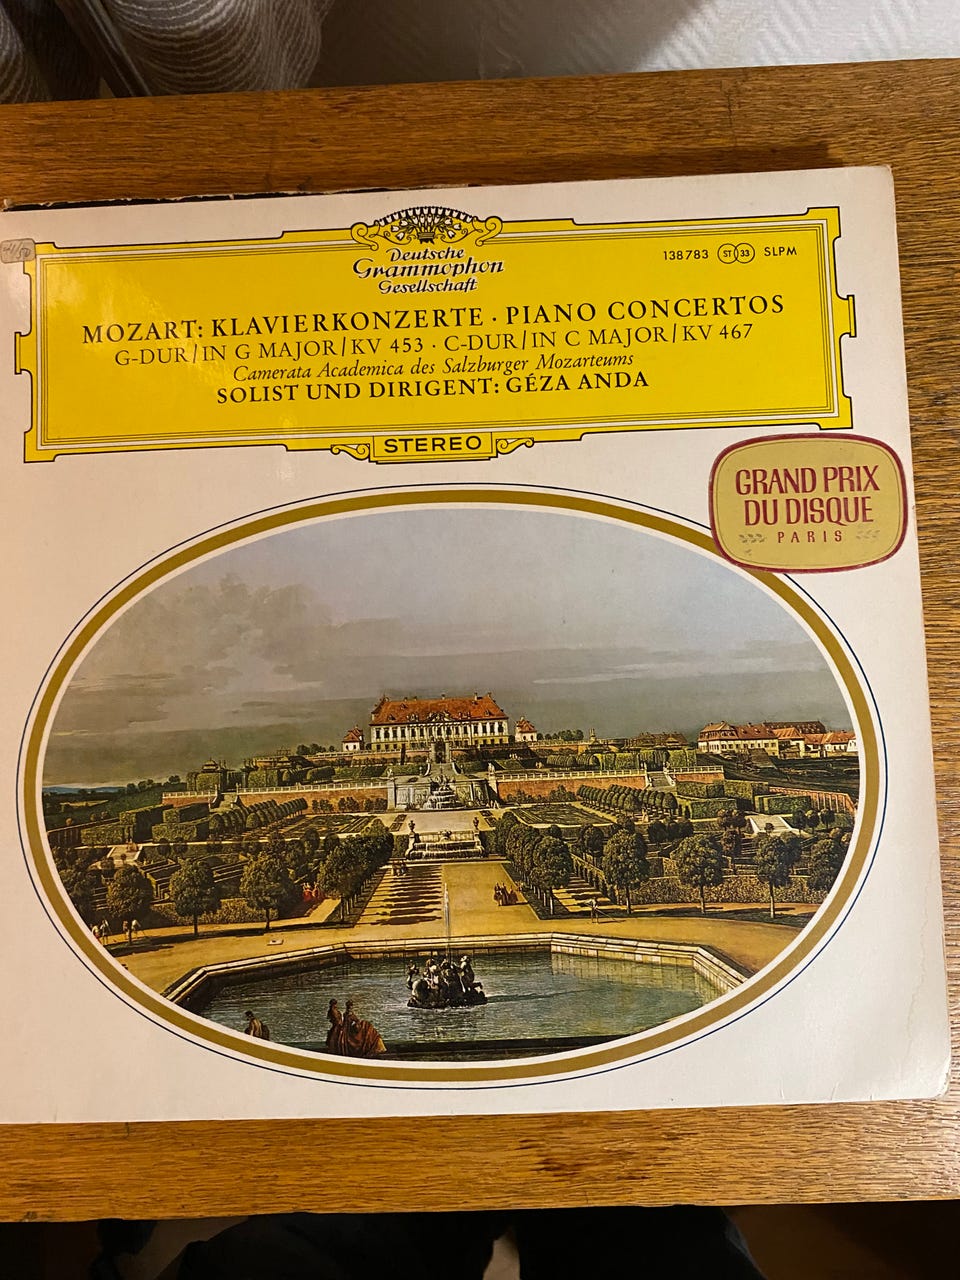 Deutsche
Grammophon
Gesellschaft
138783 ST 33 SLPM
MOZART: KLAVIERKONZERTE · PIANO CONCERTOS
G-DUR/IN G MAJOR/KV 453 · C-DUR/IN C MAJOR/KV 467
Camerata Academica des Salzburger Mozarteums
SOLIST UND DIRIGENT: GÉZA ANDA
STEREO
GRAND PRIX
DU DISQUE
PARIS